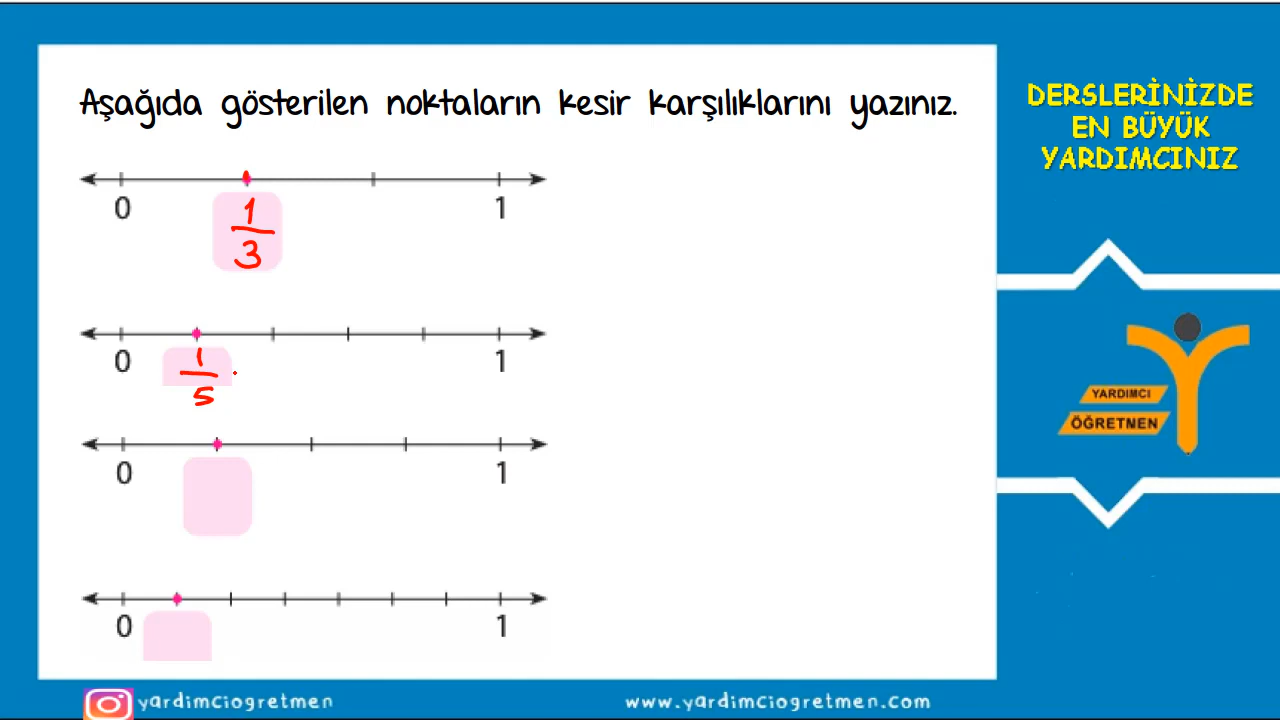 Aşağıda gösterilen noktaların kesir karşılıklarını yazınız.
0 1
1
3
0 1
1
5
0 1
0 1
DERSLERİNİZDE
EN BÜYÜK
YARDIMCINIZ
YARDIMCI
ÖĞRETMEN
yardimciogretmen
www.yardimciogretmen.com